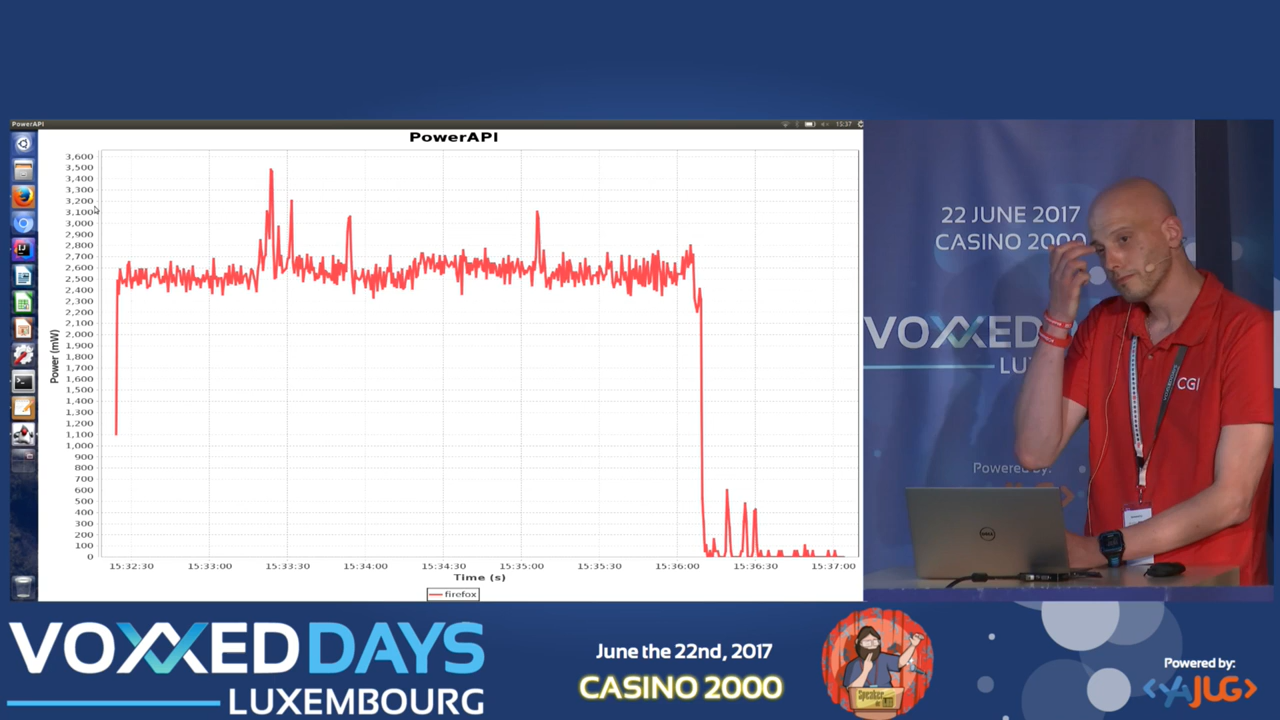 PowerAPI
15:37
PowerAPI
3,600
3,500
3,400
3,300
3,200
3,100
3,000
2,900
2,800
2,700
2,600
2,500
2,400
2,300
2,200
2,100
2,000
1,900
1,800
1,700
1,600
1,500
1,400
1,300
1,200
1,100
1,000
900
800
700
600
500
400
300
200
100
0
Power (mW)
15:32:30 15:33:00 15:33:30 15:34:00 15:34:30 15:35:00 15:35:30 15:36:00 15:36:30 15:37:00
Time (s)
firefox
22 JUNE 2017
CASINO 2000
VOXXED
LU
Powered by:
CGI
DELL
VOXXEDDAYS
LUXEMBOURG
June the 22nd, 2017
CASINO 2000
Speaker
Powered by:
YAJUG